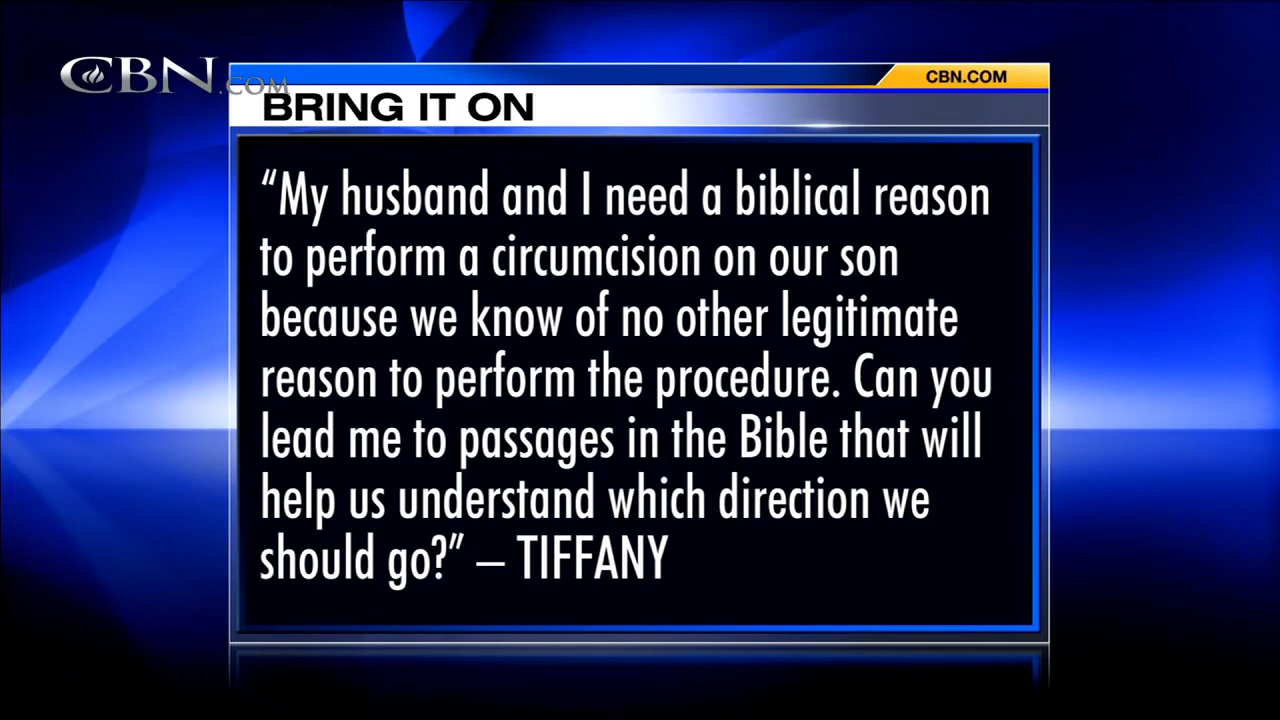 CBN.COM
CBN.COM
BRING IT ON
“My husband and I need a biblical reason
to perform a circumcision on our son
because we know of no other legitimate
reason to perform the procedure. Can you
lead me to passages in the Bible that will
help us understand which direction we
should go?” – TIFFANY